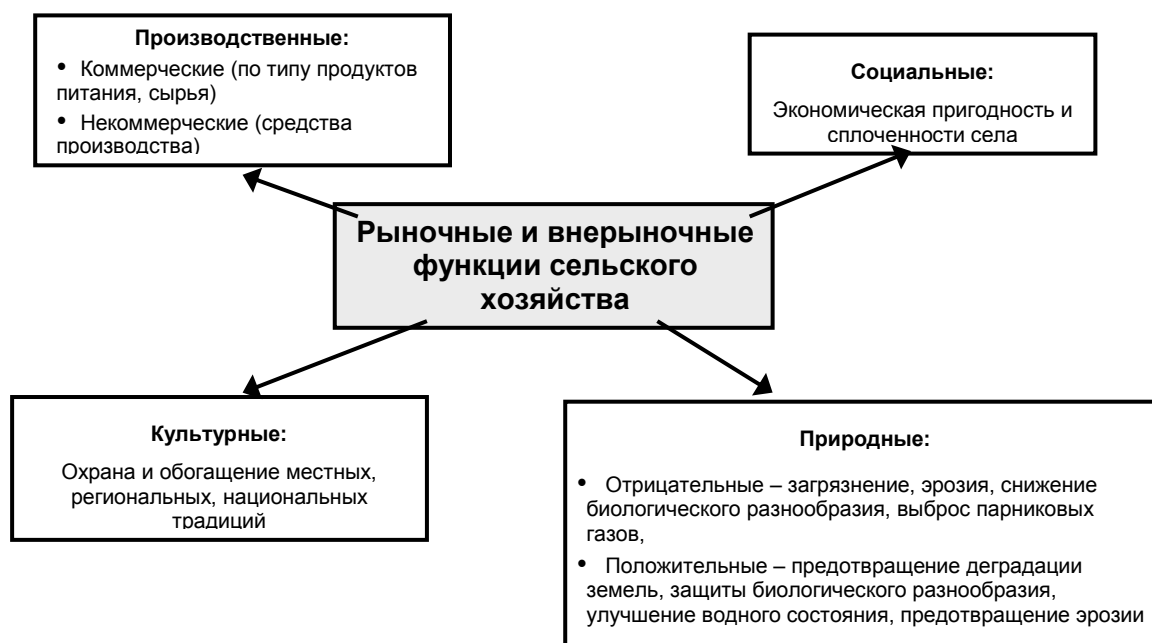 Производственные:
• Коммерческие (по типу продуктов
питания, сырья)
• Некоммерческие (средства
производства)
Социальные:
Экономическая пригодность и
сплоченности села
Рыночные и внерыночные
функции сельского
хозяйства
Культурные:
Охрана и обогащение местных,
региональных, национальных
традиций
Природные:
• Отрицательные – загрязнение, эрозия, снижение
биологического разнообразия, выброс парниковых
газов,
• Положительные – предотвращение деградации
земель, защиты биологического разнообразия,
улучшение водного состояния, предотвращение эрозии